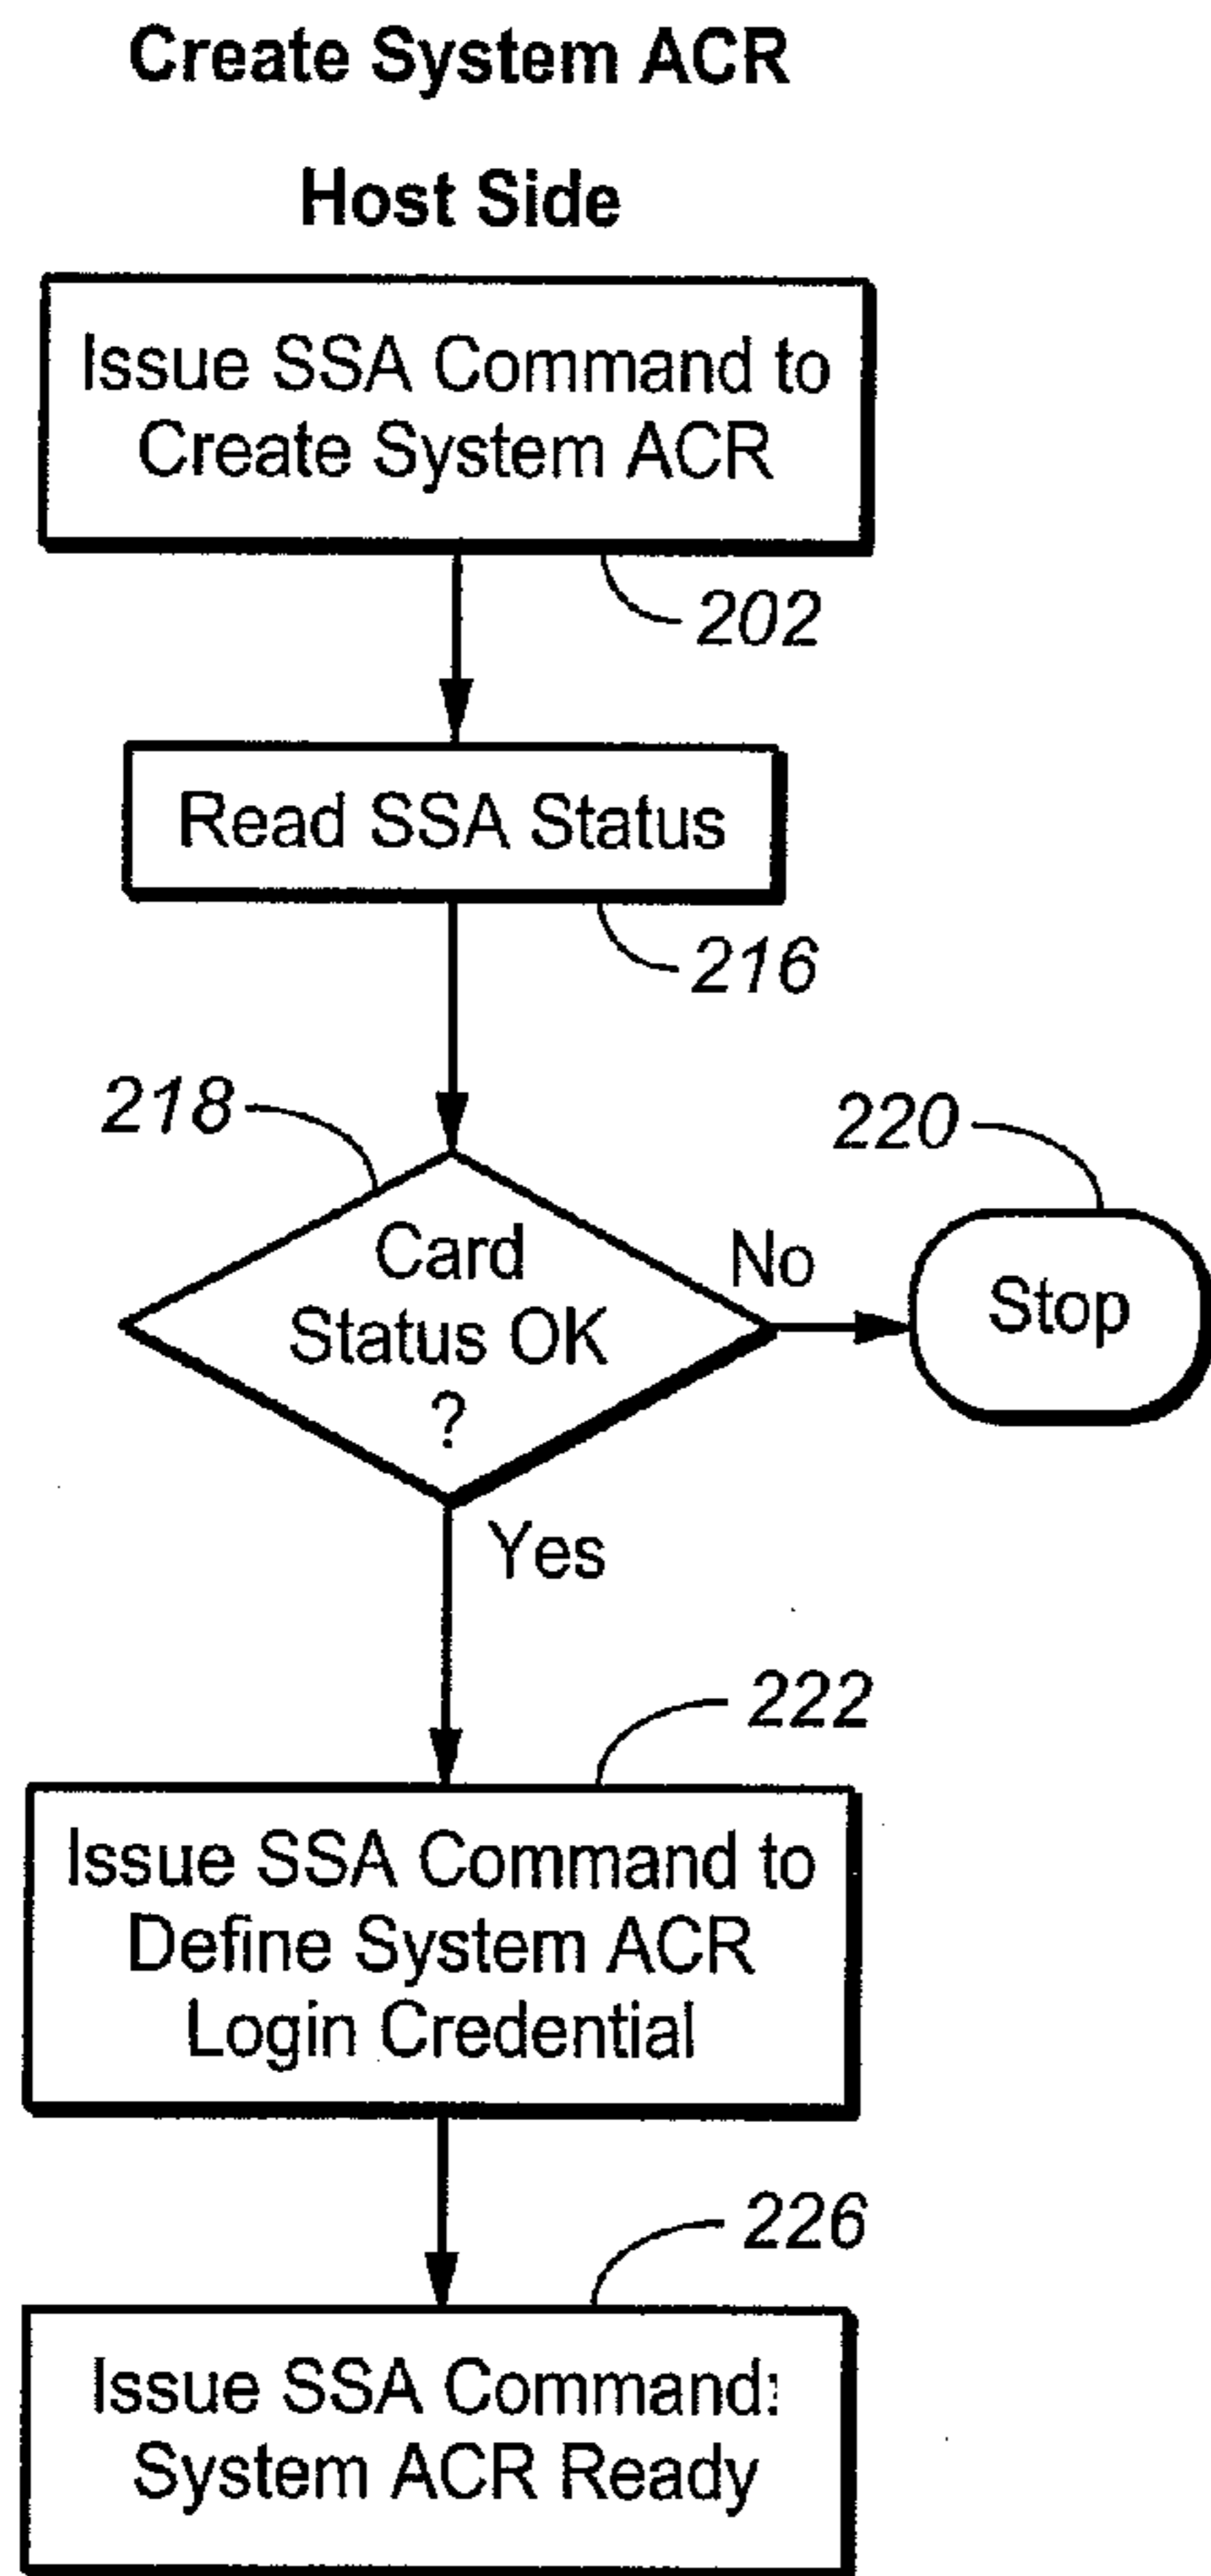 Create System ACR
Host Side
Issue SSA Command to
Create System ACR
202
Read SSA Status
216
218
220
Card
Status OK
?
No
Stop
Yes
222
Issue SSA Command to
Define System ACR
Login Credential
226
Issue SSA Command:
System ACR Ready